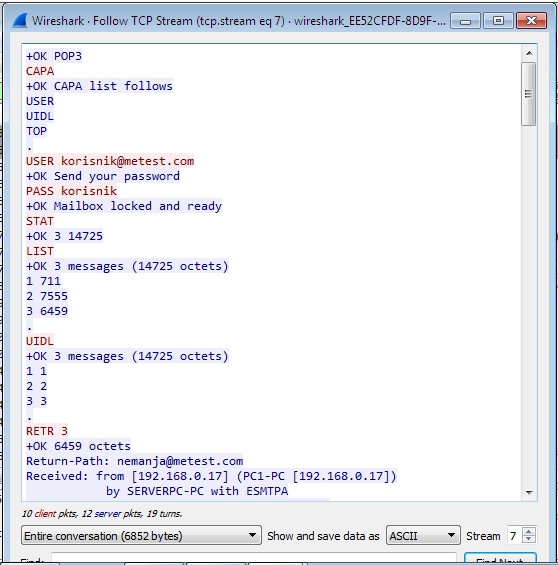 Wireshark · Follow TCP Stream (tcp.stream eq 7) · wireshark_EE52CFDF-8D9F-...
+OK POP3
CAPA
+OK CAPA list follows
USER
UIDL
TOP
.
USER korisnik@metest.com
+OK Send your password
PASS korisnik
+OK Mailbox locked and ready
STAT
+OK 3 14725
LIST
+OK 3 messages (14725 octets)
1 711
2 7555
3 6459
.
UIDL
+OK 3 messages (14725 octets)
1 1
2 2
3 3
.
RETR 3
+OK 6459 octets
Return-Path: nemanja@metest.com
Received: from [192.168.0.17] (PC1-PC [192.168.0.17])
by SERVERPC-PC with ESMTPA
10 client pkts, 12 server pkts, 19 turns.
Entire conversation (6852 bytes) Show and save data as ASCII Stream 7
Find: Find Next